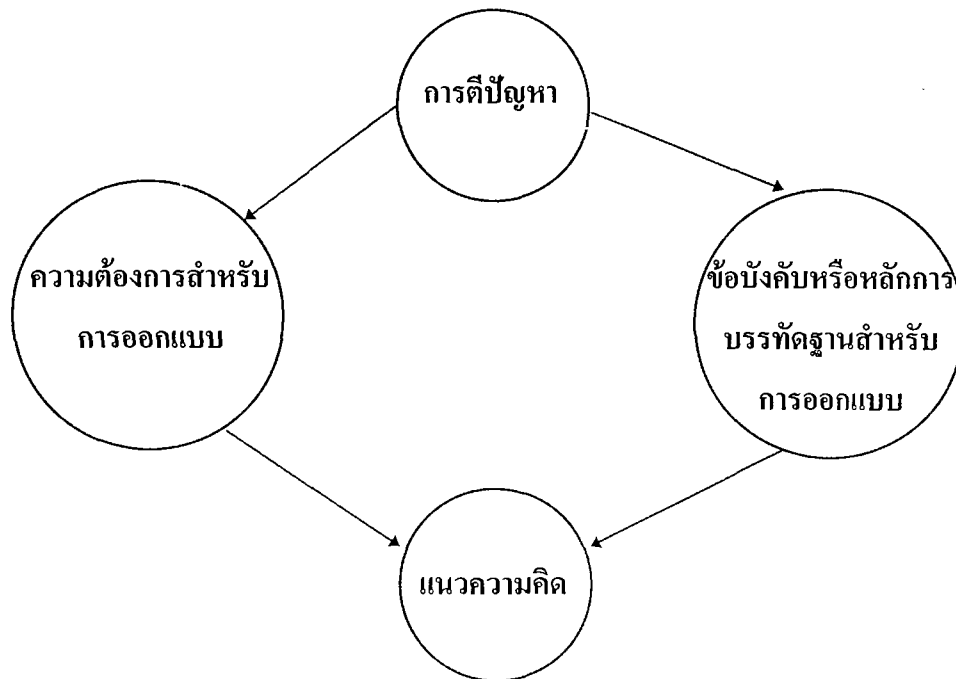 การตีปัญหา
ความต้องการสำหรับ
การออกแบบ
ข้อบังคับหรือหลักการ
บรรทัดฐานสำหรับ
การออกแบบ
แนวความคิด